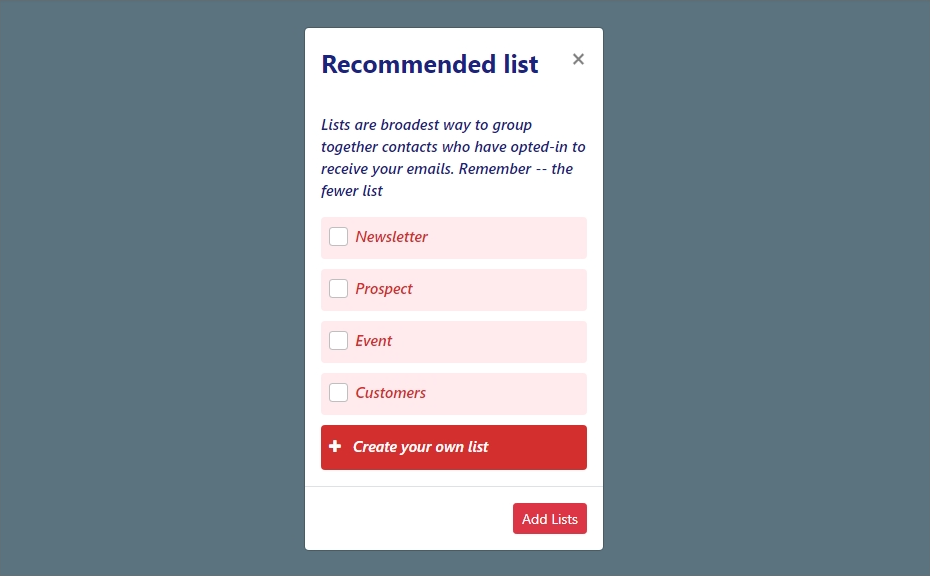 Recommended list
×
Lists are broadest way to group
together contacts who have opted-in to
receive your emails. Remember -- the
fewer list
Newsletter
Prospect
Event
Customers
Create your own list
Add Lists